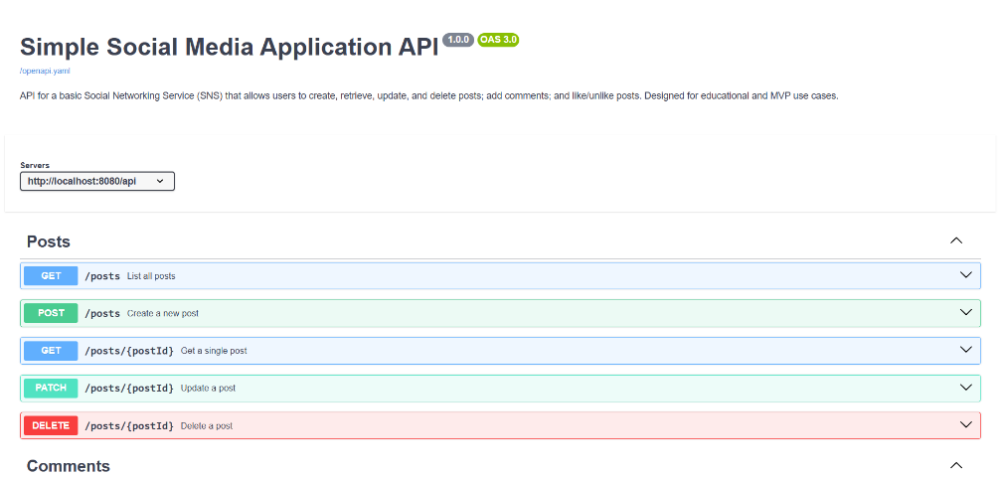 Simple Social Media Application API 1.0.0 OAS 3.0
/openapi.yaml
API for a basic Social Networking Service (SNS) that allows users to create, retrieve, update, and delete posts; add comments; and like/unlike posts. Designed for educational and MVP use cases.
Servers
http://localhost:8080/api
Posts
GET /posts List all posts
POST /posts Create a new post
GET /posts/{postId} Get a single post
PATCH /posts/{postId} Update a post
DELETE /posts/{postId} Delete a post
Comments